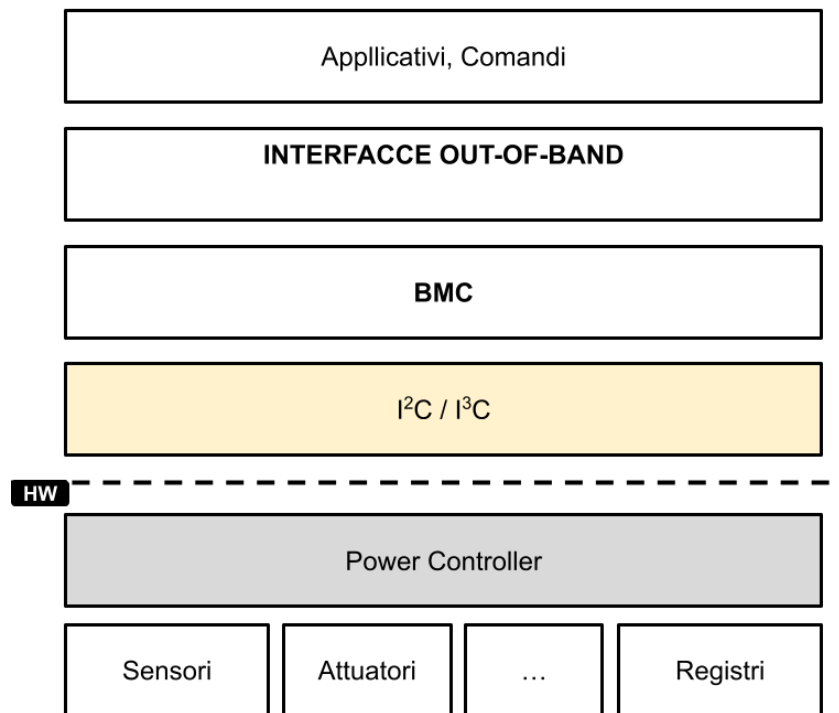 Appllicativi, Comandi
INTERFACCE OUT-OF-BAND
BMC
I²C / I³C
HW
Power Controller
Sensori
Attuatori
...
Registri